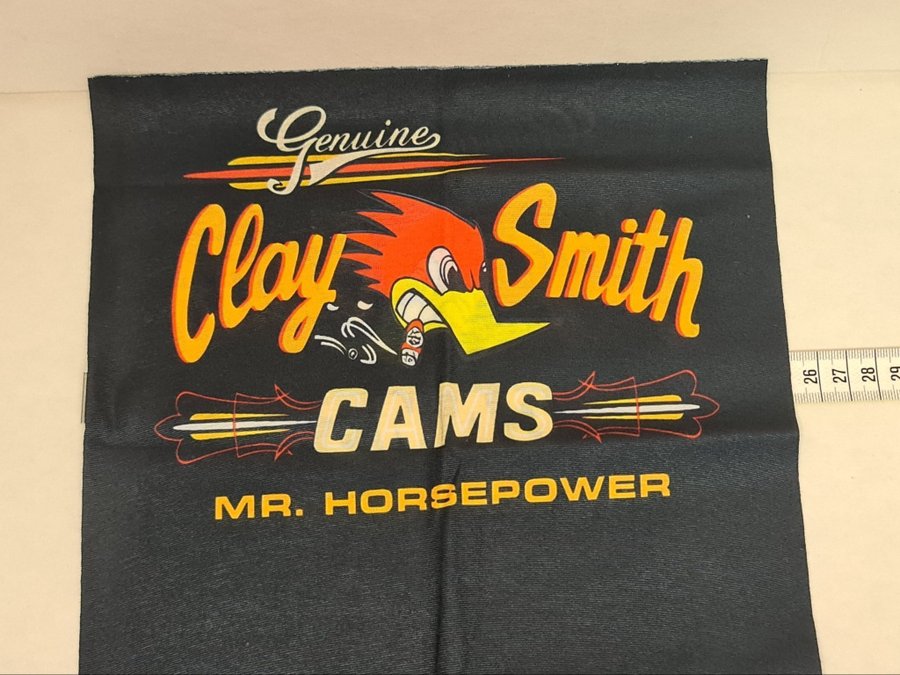 Genuine
Clay Smith
CAMS
MR. HORSEPOWER
26 27 28 29